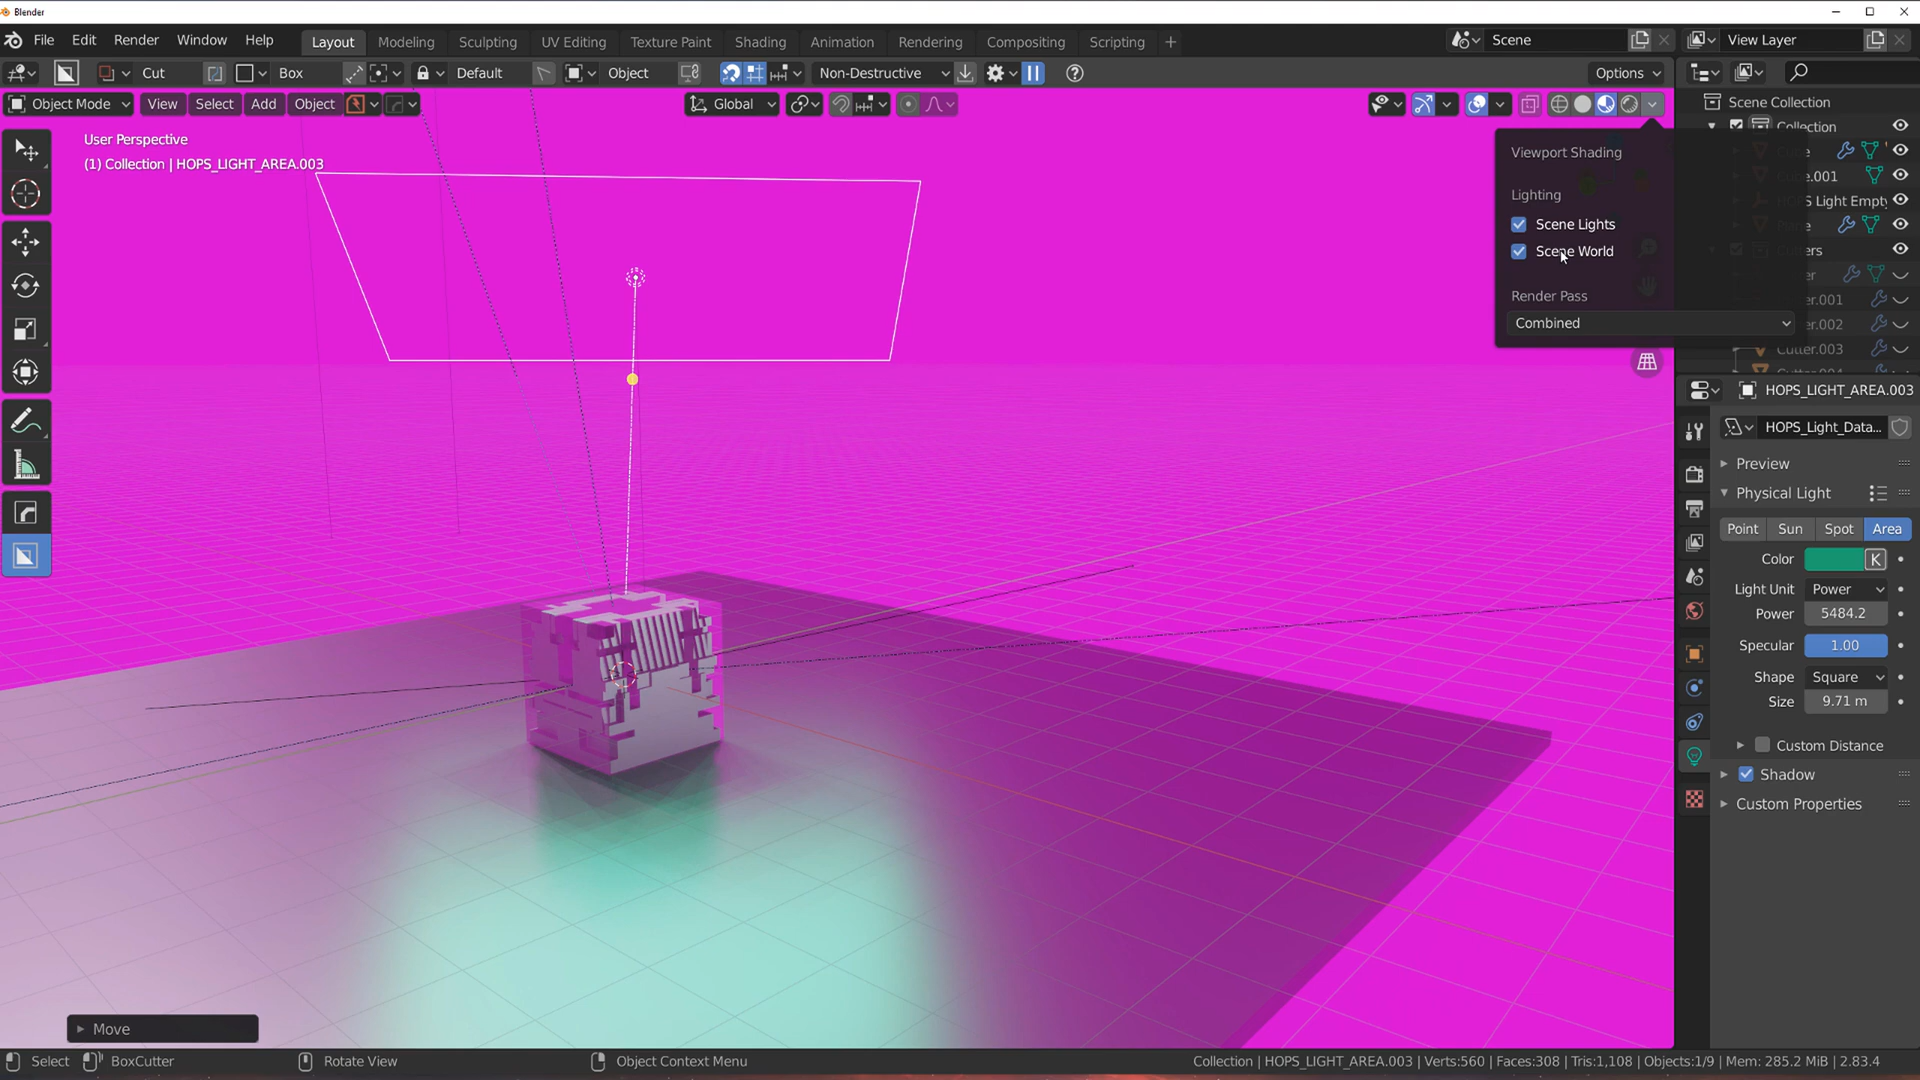 Blender
File Edit Render Window Help Layout Modeling Sculpting UV Editing Texture Paint Shading Animation Rendering Compositing Scripting + Scene View Layer
Cut Box Default Object Non-Destructive Options
Object Mode View Select Add Object Global
Scene Collection
Collection
User Perspective
(1) Collection | HOPS_LIGHT_AREA.003
Viewport Shading
Lighting
Scene Lights
Scene World
Render Pass
Combined
.001
Light Empty
.001
.002
Cutter.003
HOPS_LIGHT_AREA.003
HOPS_Light_Data...
Preview
Physical Light
Point Sun Spot Area
Color K
Light Unit Power
Power 5484.2
Specular 1.00
Shape Square
Size 9.71 m
Custom Distance
Shadow
Custom Properties
Move
Select BoxCutter Rotate View Object Context Menu Collection | HOPS_LIGHT_AREA.003 | Verts:560 | Faces:308 | Tris:1,108 | Objects:1/9 | Mem: 285.2 MiB | 2.83.4